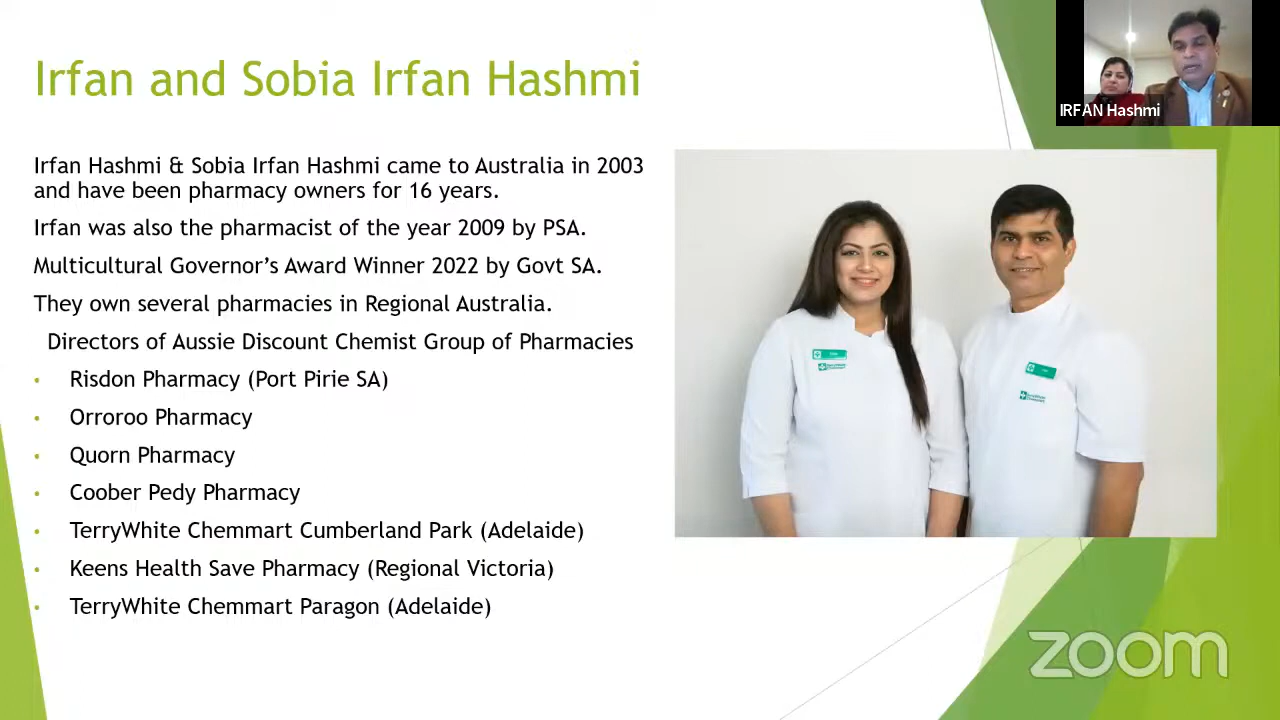 Irfan and Sobia Irfan Hashmi
IRFAN Hashmi
Irfan Hashmi & Sobia Irfan Hashmi came to Australia in 2003
and have been pharmacy owners for 16 years.
Irfan was also the pharmacist of the year 2009 by PSA.
Multicultural Governor’s Award Winner 2022 by Govt SA.
They own several pharmacies in Regional Australia.
Directors of Aussie Discount Chemist Group of Pharmacies
• Risdon Pharmacy (Port Pirie SA)
• Orroroo Pharmacy
• Quorn Pharmacy
• Coober Pedy Pharmacy
• TerryWhite Chemmart Cumberland Park (Adelaide)
• Keens Health Save Pharmacy (Regional Victoria)
• TerryWhite Chemmart Paragon (Adelaide)
zoom